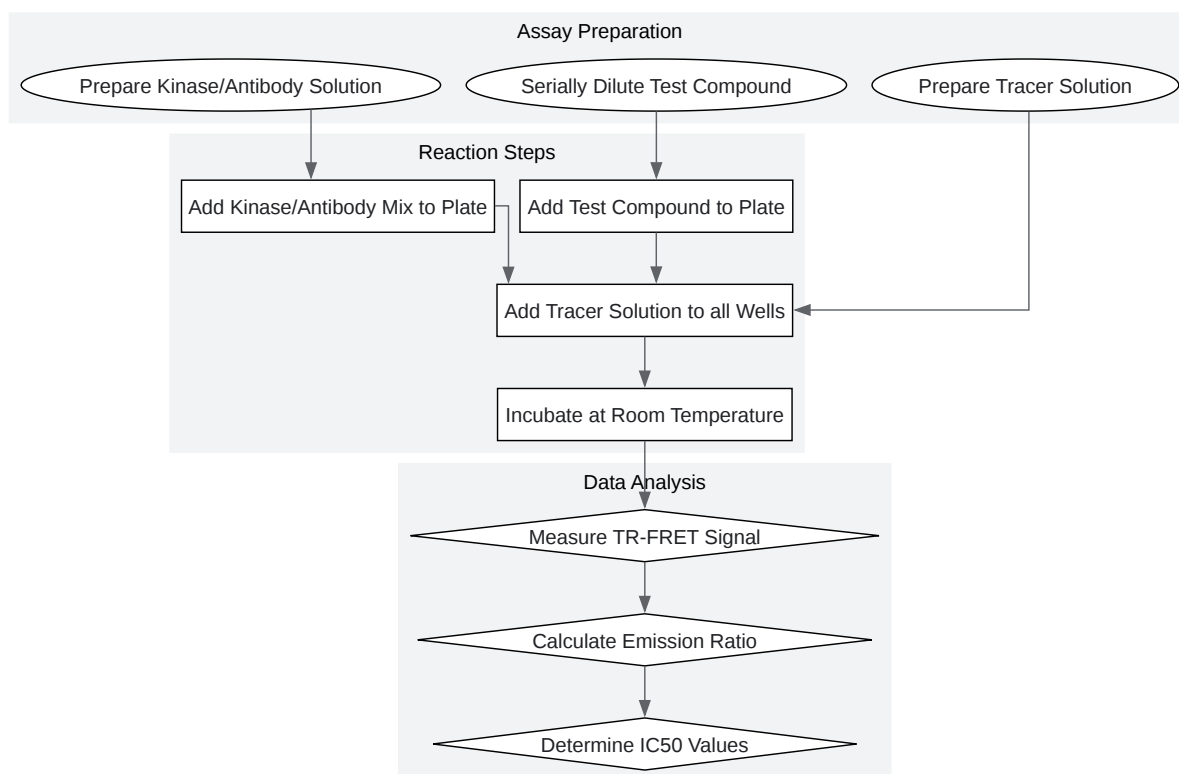 Assay Preparation
Prepare Kinase/Antibody Solution
Serially Dilute Test Compound
Prepare Tracer Solution
Reaction Steps
Add Kinase/Antibody Mix to Plate
Add Test Compound to Plate
Add Tracer Solution to all Wells
Incubate at Room Temperature
Data Analysis
Measure TR-FRET Signal
Calculate Emission Ratio
Determine IC50 Values